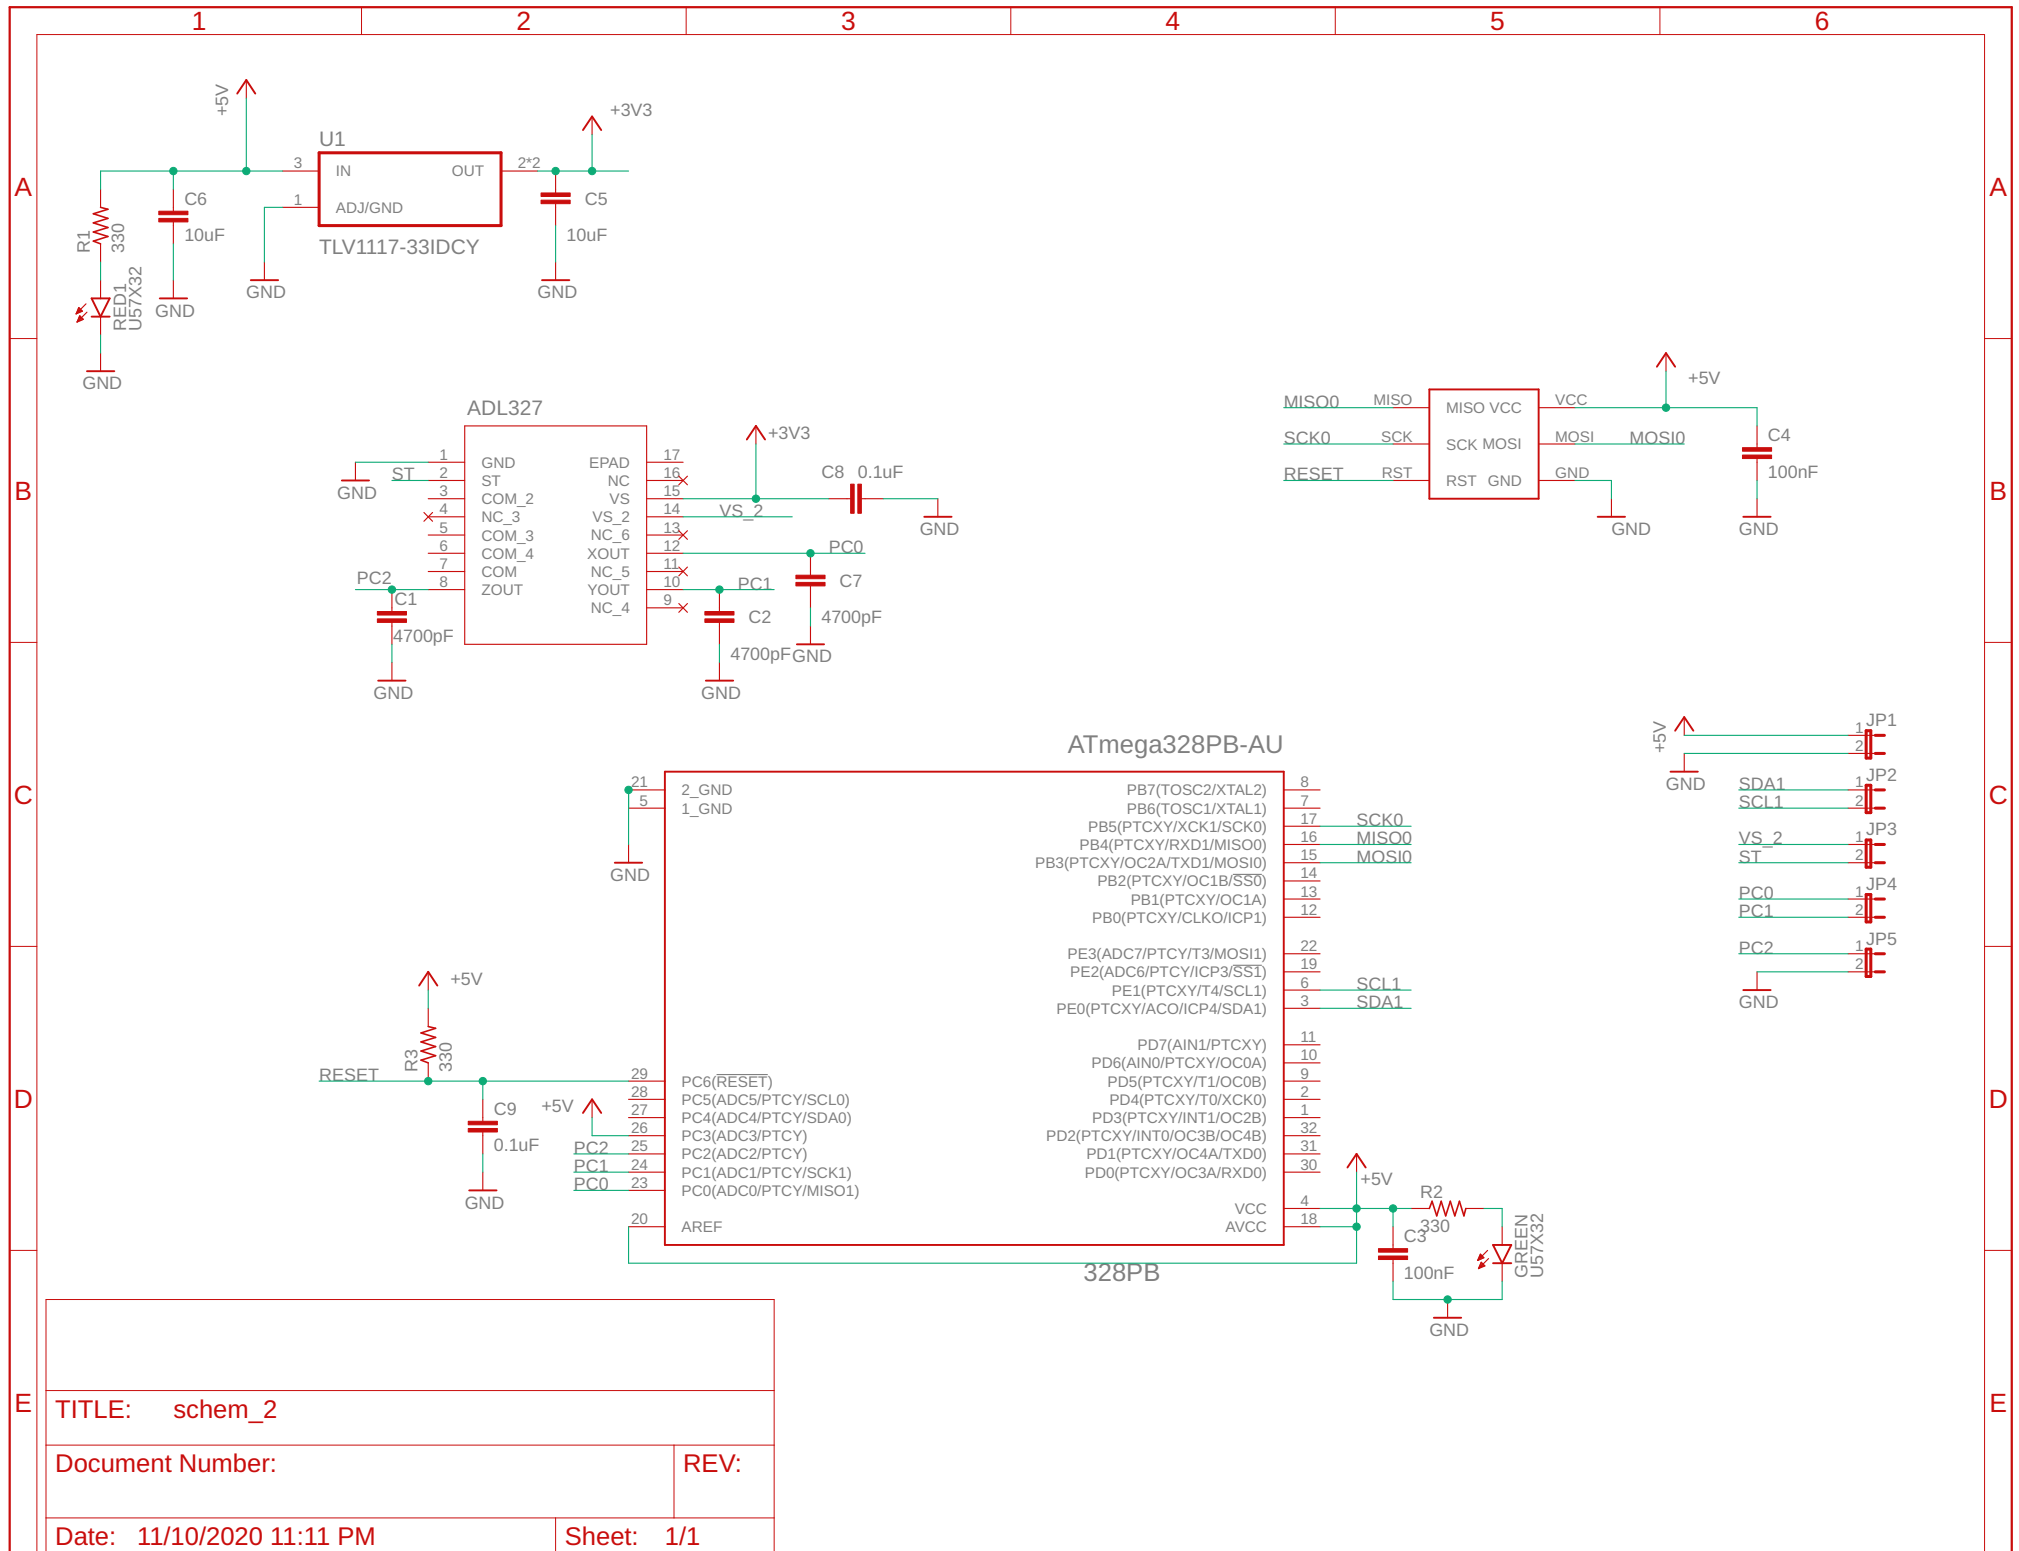 1 2 3 4 5 6
A A
B B
C C
D D
E E
+5V
U1
3 IN OUT 2*2
1 ADJ/GND
TLV1117-33IDCY
+3V3
C6
10uF
C5
10uF
R1
330
RED1
U57X32
GND
GND
GND
GND
ADL327
1 GND
2 ST
3 COM_2
4 NC_3
5 COM_3
6 COM_4
7 COM
8 ZOUT
EPAD 17
NC 16
VS 15
VS_2 14
NC_6 13
XOUT 12
NC_5 11
YOUT 10
NC_4 9
GND
ST
PC2
C1
4700pF
GND
+3V3
C8 0.1uF
GND
VS_2
PC0
C7
4700pF
GND
PC1
C2
4700pF
GND
MISO0 MISO MISO VCC VCC
SCK0 SCK SCK MOSI MOSI MOSI0
RESET RST RST GND GND
+5V
C4
100nF
GND
GND
+5V
GND
1 JP1
2
SDA1 1 JP2
SCL1 2
VS_2 1 JP3
ST 2
PC0 1 JP4
PC1 2
PC2 1 JP5
2
GND
ATmega328PB-AU
21 2_GND
5 1_GND
GND
PB7(TOSC2/XTAL2) 8
PB6(TOSC1/XTAL1) 7
PB5(PTCXY/XCK1/SCK0) 17 SCK0
PB4(PTCXY/RXD1/MISO0) 16 MISO0
PB3(PTCXY/OC2A/TXD1/MOSI0) 15 MOSI0
PB2(PTCXY/OC1B/SS0) 14
PB1(PTCXY/OC1A) 13
PB0(PTCXY/CLKO/ICP1) 12
PE3(ADC7/PTCY/T3/MOSI1) 22
PE2(ADC6/PTCY/ICP3/SS1) 19
PE1(PTCXY/T4/SCL1) 6 SCL1
PE0(PTCXY/ACO/ICP4/SDA1) 3 SDA1
PD7(AIN1/PTCXY) 11
PD6(AIN0/PTCXY/OC0A) 10
PD5(PTCXY/T1/OC0B) 9
PD4(PTCXY/T0/XCK0) 2
PD3(PTCXY/INT1/OC2B) 1
PD2(PTCXY/INT0/OC3B/OC4B) 32
PD1(PTCXY/OC4A/TXD0) 31
PD0(PTCXY/OC3A/RXD0) 30
VCC 4
AVCC 18
+5V
R3
330
RESET
C9
0.1uF
GND
+5V
29 PC6(RESET)
28 PC5(ADC5/PTCY/SCL0)
27 PC4(ADC4/PTCY/SDA0)
26 PC3(ADC3/PTCY)
PC2 25 PC2(ADC2/PTCY)
PC1 24 PC1(ADC1/PTCY/SCK1)
PC0 23 PC0(ADC0/PTCY/MISO1)
20 AREF
328PB
+5V
R2
330
C3
100nF
GREEN
U57X32
GND
TITLE: schem_2
Document Number:
REV:
Date: 11/10/2020 11:11 PM
Sheet: 1/1